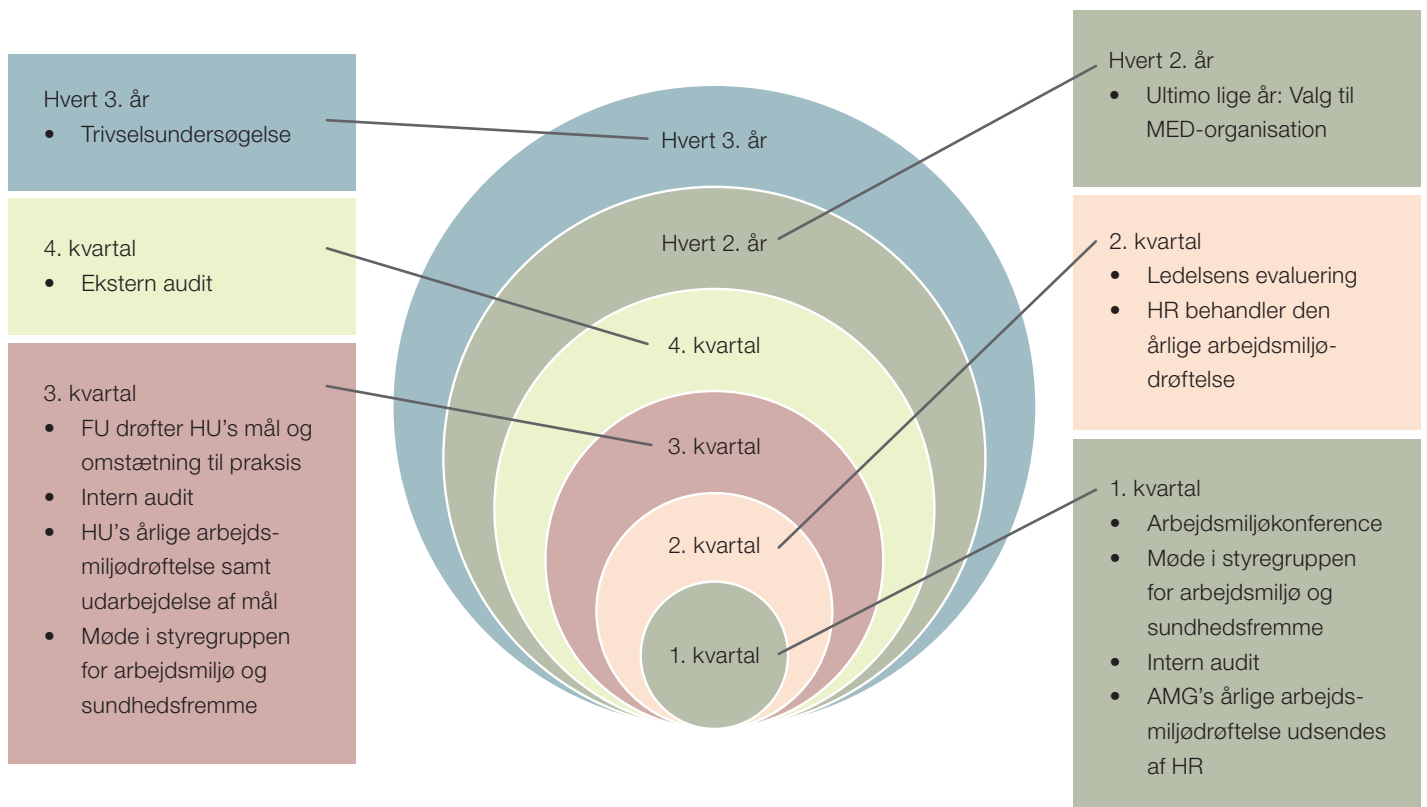 Hvert 3. år
• Trivselsundersøgelse
4. kvartal
• Ekstern audit
3. kvartal
• FU drøfter HU's mål og
omstætning til praksis
• Intern audit
• HU's årlige arbejds-
miljødrøftelse samt
udarbejdelse af mål
• Møde i styregruppen
for arbejdsmiljø og
sundhedsfremme
Hvert 3. år
Hvert 2. år
4. kvartal
3. kvartal
2. kvartal
1. kvartal
Hvert 2. år
• Ultimo lige år: Valg til
MED-organisation
2. kvartal
• Ledelsens evaluering
• HR behandler den
årlige arbejdsmiljø-
drøftelse
1. kvartal
• Arbejdsmiljøkonference
• Møde i styregruppen
for arbejdsmiljø og
sundhedsfremme
• Intern audit
• AMG's årlige arbejds-
miljødrøftelse udsendes
af HR